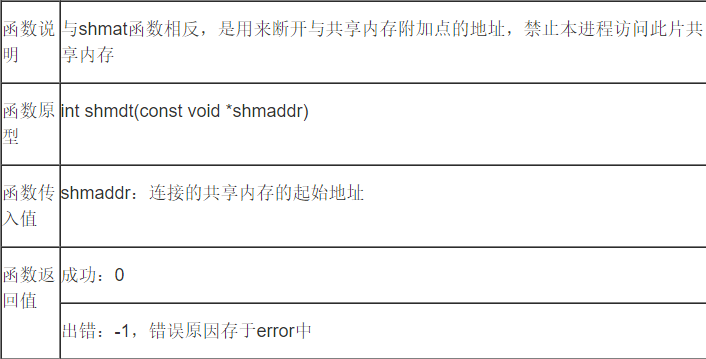 函数说
明
与shmat函数相反，是用来断开与共享内存附加点的地址，禁止本进程访问此片共
享内存
函数原
型
int shmdt(const void *shmaddr)
函数传
入值
shmaddr：连接的共享内存的起始地址
函数返
回值
成功：0
出错：-1，错误原因存于error中